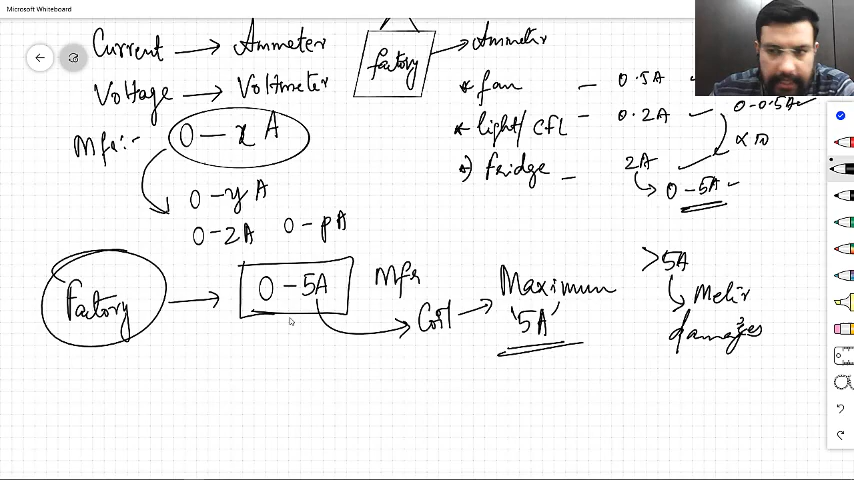 Microsoft Whiteboard
Current → Ammeter
Voltage → Voltmeter
Mfr:- 0 – x A
0 – y A
0 – 2A 0 – pA
factory → Ammeter
* fan – 0.5A
* light/CFL – 0.2A
0-0.5A
fridge – 2A
0-5A
Factory → 0 – 5A Mfr
Coil → Maximum
'5A'
>5A
Meter
damages